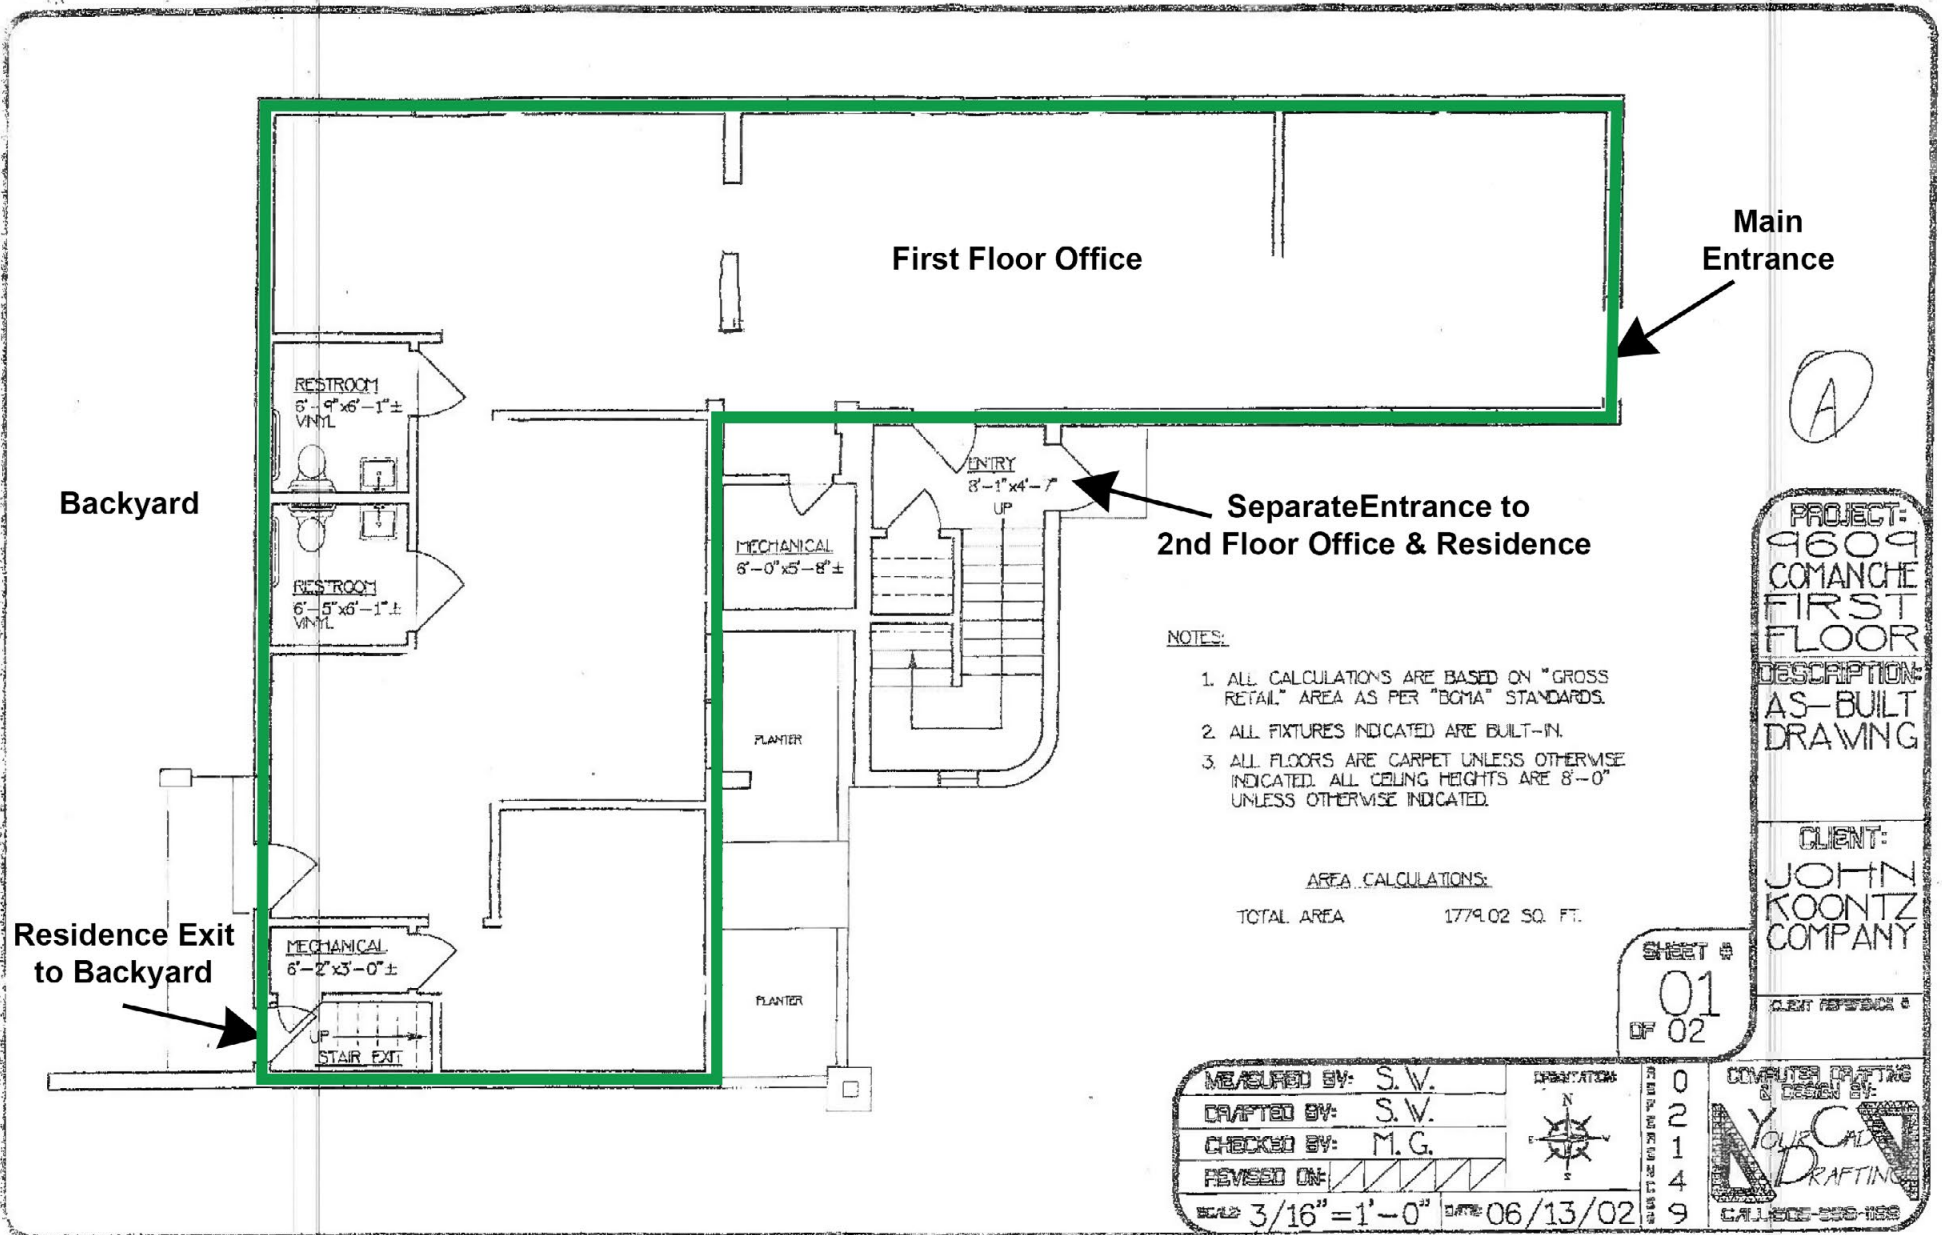 First Floor Office
Main
Entrance
RESTROOM
6'-9"x6'-1"±
VINYL
A
Backyard
ENTRY
8'-1"x4'-7"
UP
SeparateEntrance to
2nd Floor Office & Residence
MECHANICAL
6'-0"x5'-8"±
RESTROOM
6'-5"x6'-1"±
VINYL
PLANTER
NOTES:
1. ALL CALCULATIONS ARE BASED ON "GROSS
RETAIL" AREA AS PER "BOMA" STANDARDS.
2. ALL FIXTURES INDICATED ARE BUILT-IN.
3. ALL FLOORS ARE CARPET UNLESS OTHERWISE
INDICATED. ALL CEILING HEIGHTS ARE 8'-0"
UNLESS OTHERWISE INDICATED.
AREA CALCULATIONS:
TOTAL AREA 1779.02 SQ. FT.
Residence Exit
to Backyard
MECHANICAL
6'-2"x3'-0"±
UP
STAIR EXIT
PLANTER
PROJECT:
9609
COMANCHE
FIRST
FLOOR
DESCRIPTION:
AS-BUILT
DRAWING
CLIENT:
JOHN
KOONTZ
COMPANY
CLIENT REFERENCE #
SHEET #
01
OF 02
MEASURED BY: S.V.
DRAFTED BY: S.V.
CHECKED BY: M.G.
REVISED ON:
SCALE 3/16"=1'-0" DATE: 06/13/02
ORIENTATION
N
E W
S
0
2
1
4
9
COMPUTER DRAFTING
& DESIGN BY:
YOUR CAD
DRAFTING